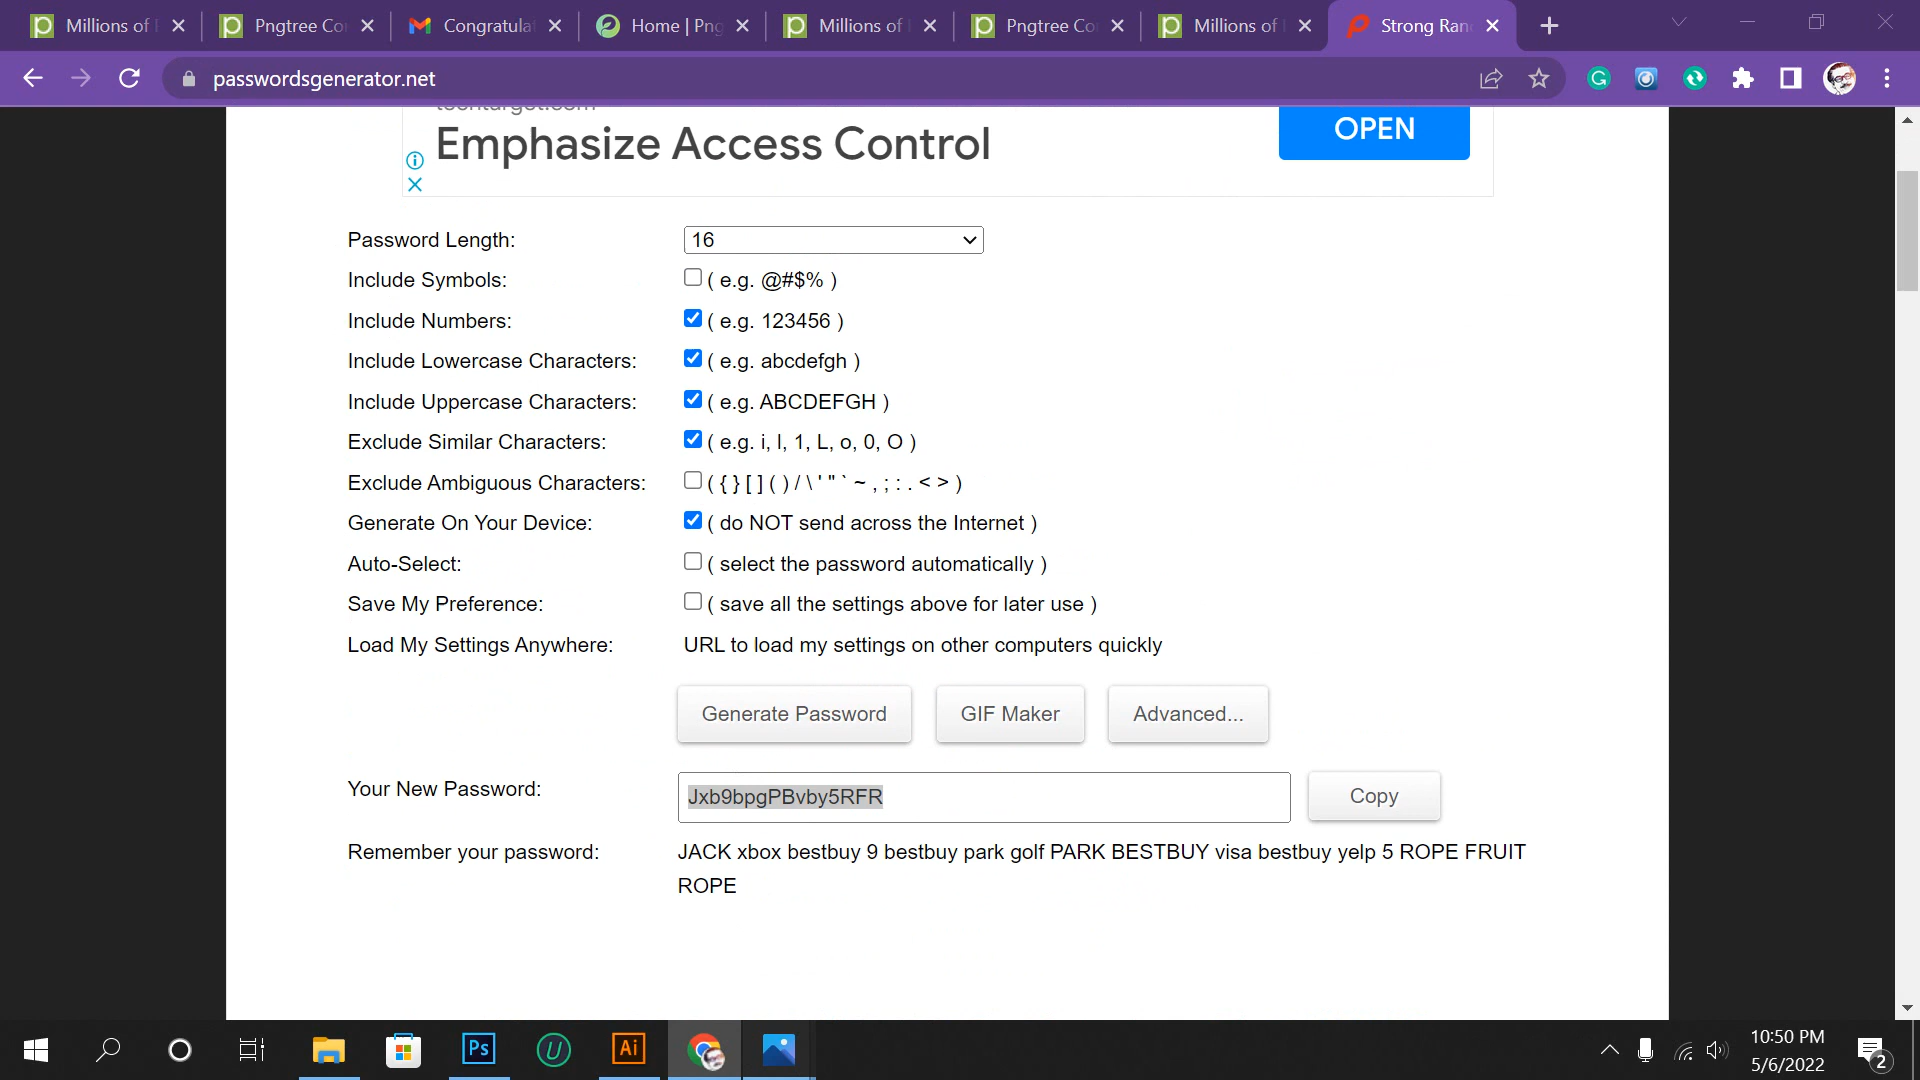 Millions of
Pngtree Co
Congratula
Home | Png
Millions of
Pngtree Co
Millions of
Strong Ran
passwordsgenerator.net
Emphasize Access Control
OPEN
Password Length:
16
Include Symbols:
( e.g. @#$% )
Include Numbers:
( e.g. 123456 )
Include Lowercase Characters:
( e.g. abcdefgh )
Include Uppercase Characters:
( e.g. ABCDEFGH )
Exclude Similar Characters:
( e.g. i, l, 1, L, o, 0, O )
Exclude Ambiguous Characters:
( { } [ ] ( ) / \ ' " ` ~ , ; : . < > )
Generate On Your Device:
( do NOT send across the Internet )
Auto-Select:
( select the password automatically )
Save My Preference:
( save all the settings above for later use )
Load My Settings Anywhere:
URL to load my settings on other computers quickly
Generate Password
GIF Maker
Advanced...
Your New Password:
Jxb9bpgPBvby5RFR
Copy
Remember your password:
JACK xbox bestbuy 9 bestbuy park golf PARK BESTBUY visa bestbuy yelp 5 ROPE FRUIT
ROPE
Ps
U
Ai
10:50 PM
5/6/2022
2